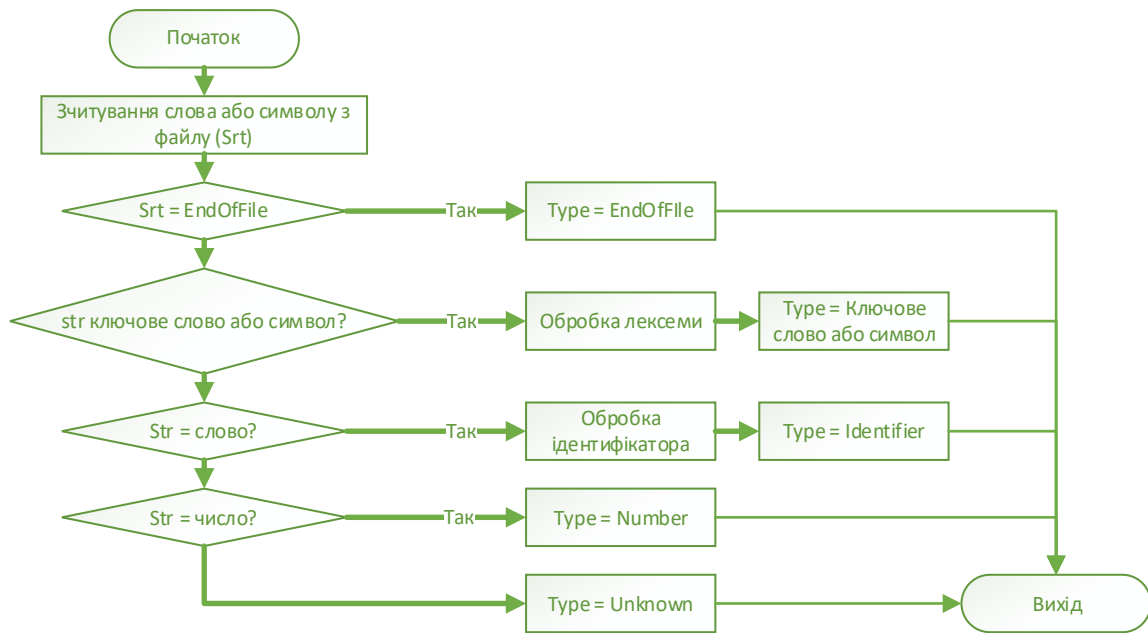 Початок
Зчитування слова або символу з
файлу (Srt)
Srt = EndOfFile
Так
Type = EndOfFIle
str ключове слово або символ?
Так
Обробка лексеми
Type = Ключове
слово або символ
Str = слово?
Так
Обробка
ідентифікатора
Type = Identifier
Str = число?
Так
Type = Number
Type = Unknown
Вихід